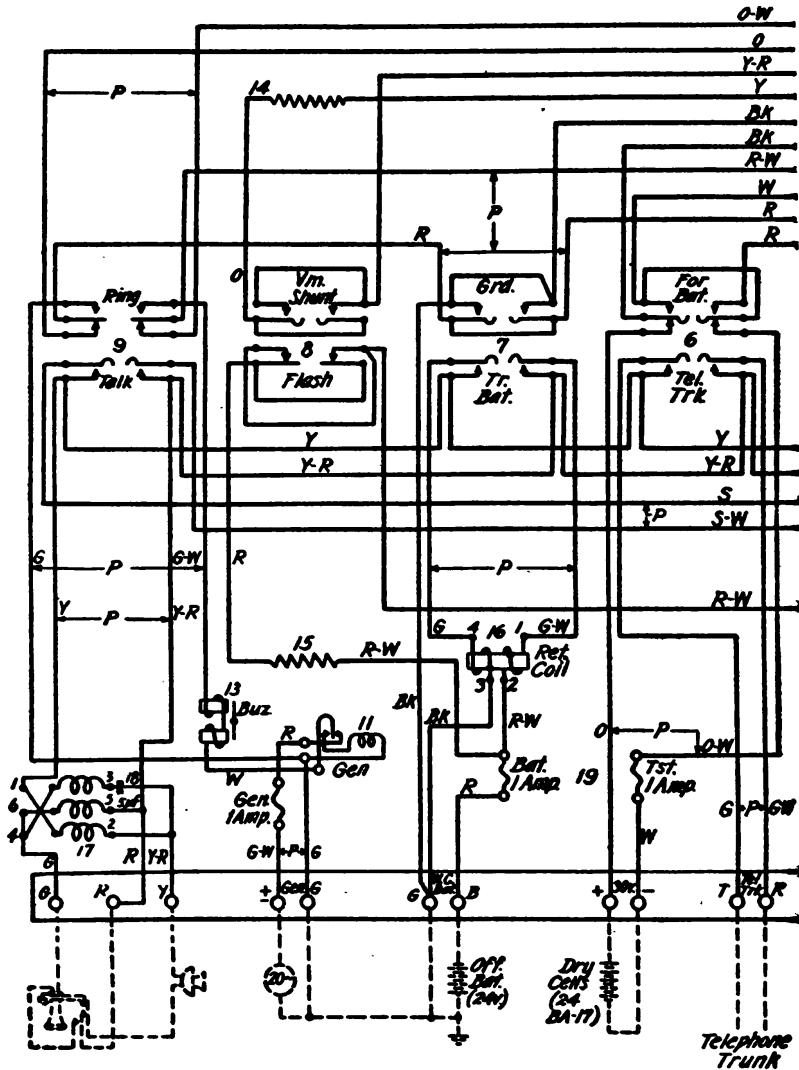 O-W
O
Y-R
14 Y
P
BK
BK
R-W
W
P
R
R R
O
Ring Vm. Shunt Grd. For. Bat.
9 8 7 6
Talk Flash Tr. Bat. Tel. Trk.
Y Y
Y-R Y-R
S
P
S-W
G P G-W R P
Y P Y-R R-W
G 4 16 1 G-W
15 R-W Ret. Coil
3 2
13
Buz
BK BK R-W
R 11
O P O-W
W Gen
Bat. 1 Amp.
19
Tst. 1 Amp.
1 3 18
6 5
4 2
17
Gen 1 Amp.
R
G P G-W
W
G R Y-R G-W P G
G R Y ± Gen G G B + - T Tel. Trk. R
20~
Off. Bat. (24v)
Dry Cells (24 BA-17)
Telephone Trunk